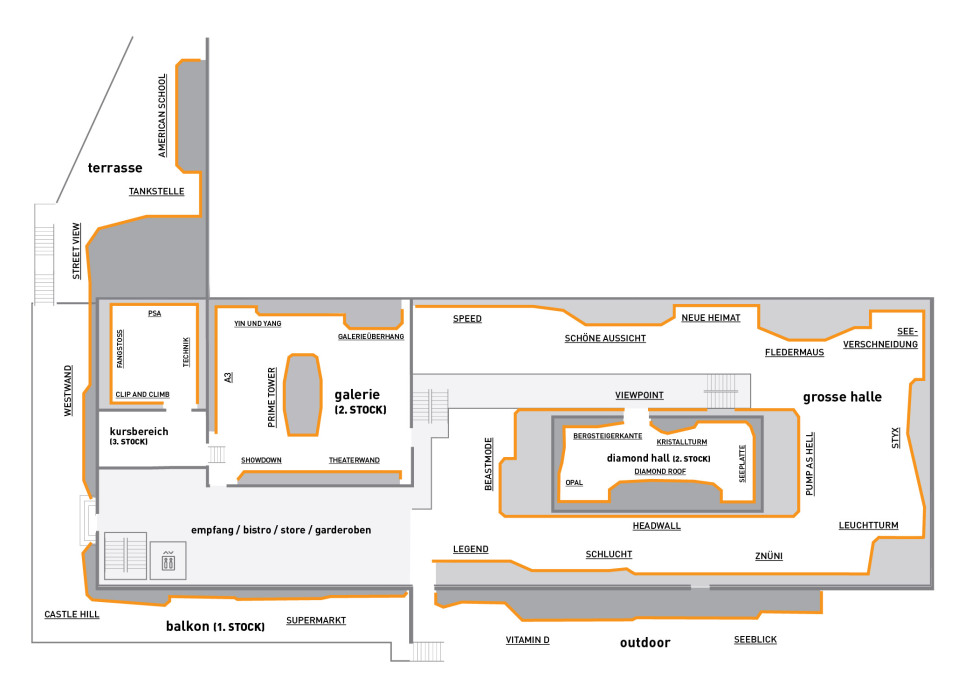 AMERICAN SCHOOL
terrasse
TANKSTELLE
STREET VIEW
PSA
FANGSTOSS
TECHNIK
CLIP AND CLIMB
kursbereich
(3. STOCK)
WESTWAND
YIN UND YANG
GALERIEÜBERHANG
A3
PRIME TOWER
galerie
(2. STOCK)
SHOWDOWN
THEATERWAND
SPEED
SCHÖNE AUSSICHT
NEUE HEIMAT
FLEDERMAUS
SEE-
VERSCHNEIDUNG
VIEWPOINT
grosse halle
BERGSTEIGERKANTE
KRISTALLTURM
diamond hall (2. STOCK)
DIAMOND ROOF
OPAL
SEEPLATTE
BEASTMODE
PUMP AS HELL
STYX
HEADWALL
LEUCHTTURM
empfang / bistro / store / garderoben
LEGEND
SCHLUCHT
ZNÜNI
CASTLE HILL
balkon (1. STOCK)
SUPERMARKT
VITAMIN D
outdoor
SEEBLICK